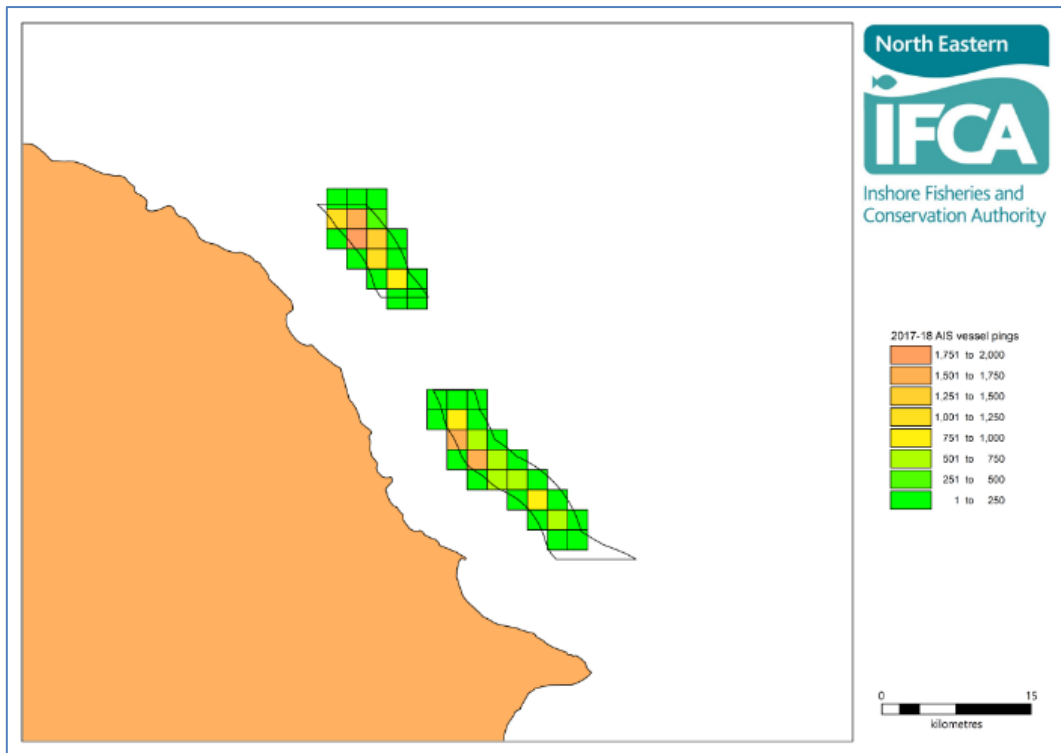 North Eastern
IFCA
Inshore Fisheries and
Conservation Authority
2017-18 AIS vessel pings
1,751 to 2,000
1,501 to 1,750
1,251 to 1,500
1,001 to 1,250
751 to 1,000
501 to 750
251 to 500
1 to 250
0 15
kilometres